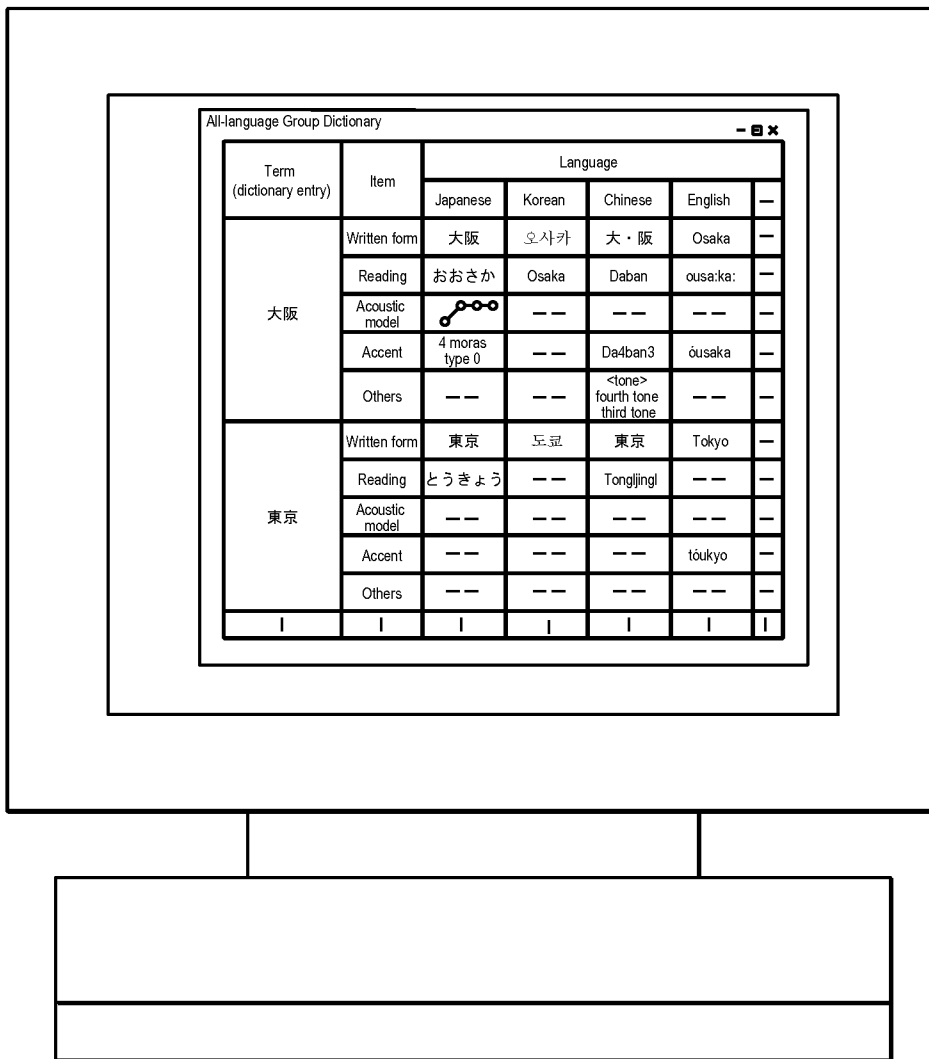 All-language Group Dictionary
Term
(dictionary entry)
Item
Language
Japanese Korean Chinese English —
大阪
Written form 大阪 오사카 大・阪 Osaka —
Reading おおさか Osaka Daban ousa:ka: —
Acoustic
model
—— —— —— —
Accent
4 moras
type 0
—— Da4ban3 óusaka —
Others —— ——
<tone>
fourth tone
third tone
—— —
東京
Written form 東京 도쿄 東京 Tokyo —
Reading とうきょう —— Tongljingl —— —
Acoustic
model
—— —— —— —— —
Accent —— —— —— tóukyo —
Others —— —— —— —— —